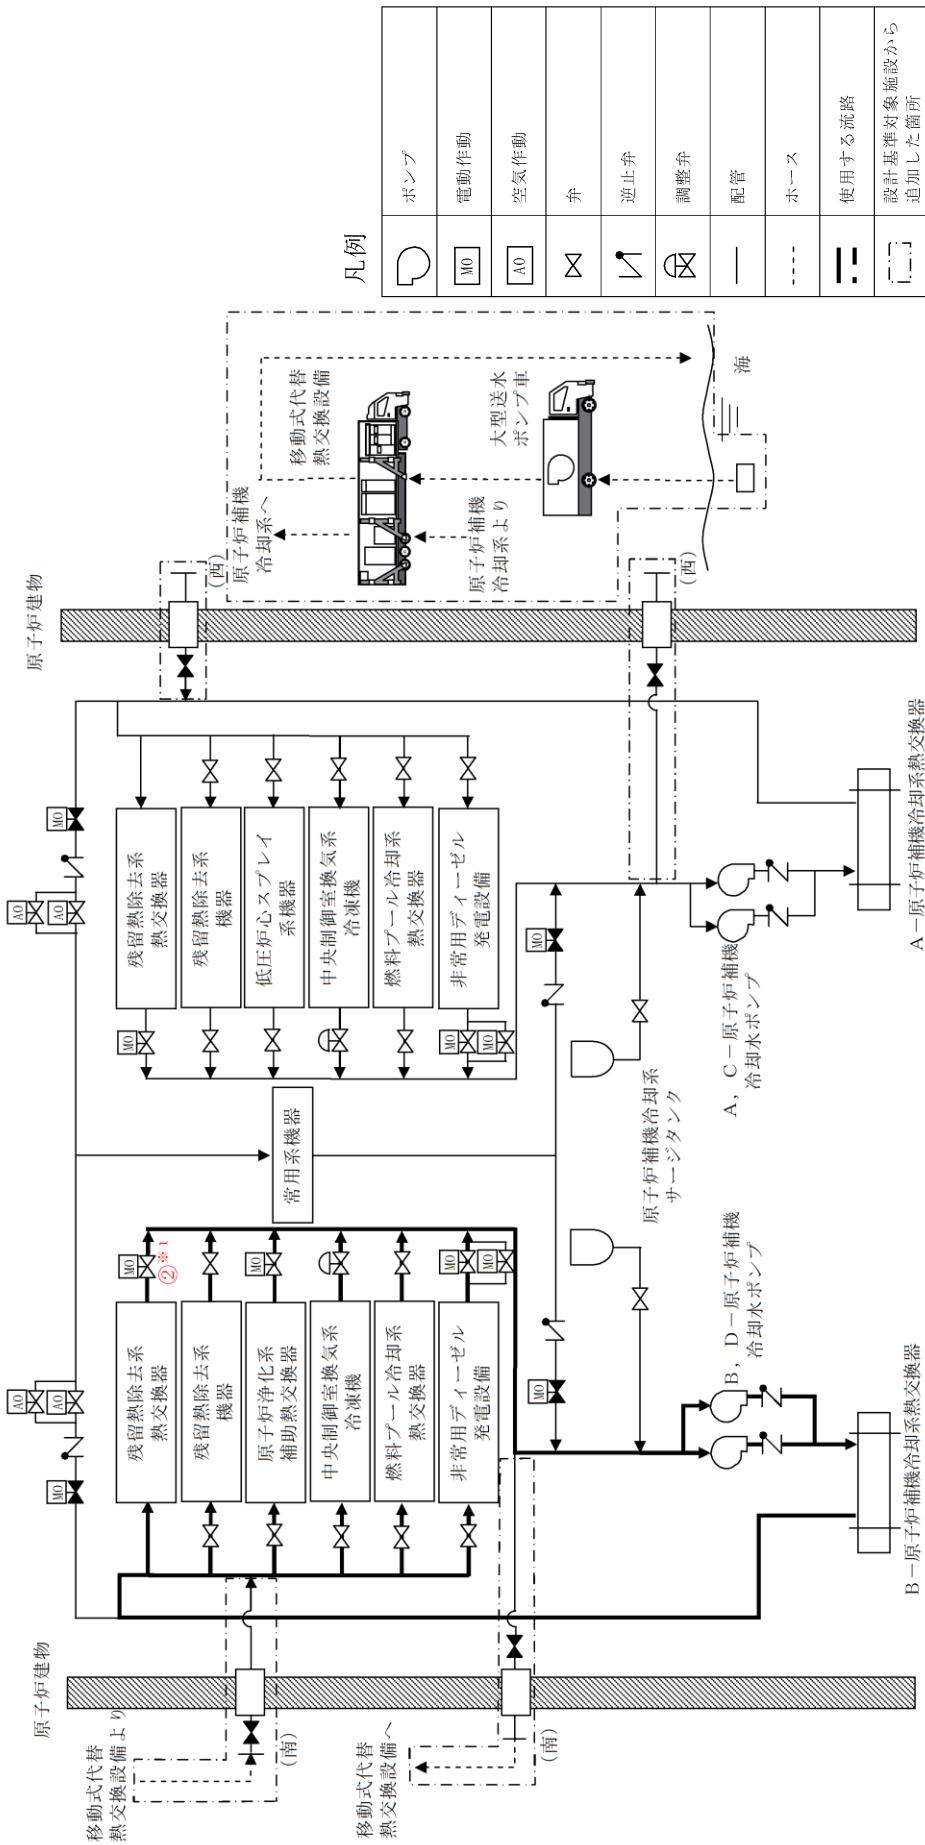 原子炉建物
移動式代替
熱交換設備より
(南)
移動式代替
熱交換設備へ
(南)
MO
AO
AO
AO
AO
MO
残留熱除去系
熱交換器
MO
②※1
残留熱除去系
機器
原子炉浄化系
補助熱交換器
MO
中央制御室換気系
冷凍機
燃料プール冷却系
熱交換器
非常用ディーゼル
発電設備
MO
MO
常用系機器
MO
残留熱除去系
熱交換器
残留熱除去系
機器
低圧炉心スプレイ
系機器
中央制御室換気系
冷凍機
燃料プール冷却系
熱交換器
MO
MO
非常用ディーゼル
発電設備
MO
MO
原子炉補機冷却系
サージタンク
B，D－原子炉補機
冷却水ポンプ
A，C－原子炉補機
冷却水ポンプ
B－原子炉補機冷却系熱交換器
A－原子炉補機冷却系熱交換器
原子炉建物
(西)
(西)
原子炉補機
冷却系へ
移動式代替
熱交換設備
原子炉補機
冷却系より
大型送水
ポンプ車
海
凡例
ポンプ
MO
電動作動
AO
空気作動
弁
逆止弁
調整弁
配管
ホース
使用する流路
設計基準対象施設から
追加した箇所